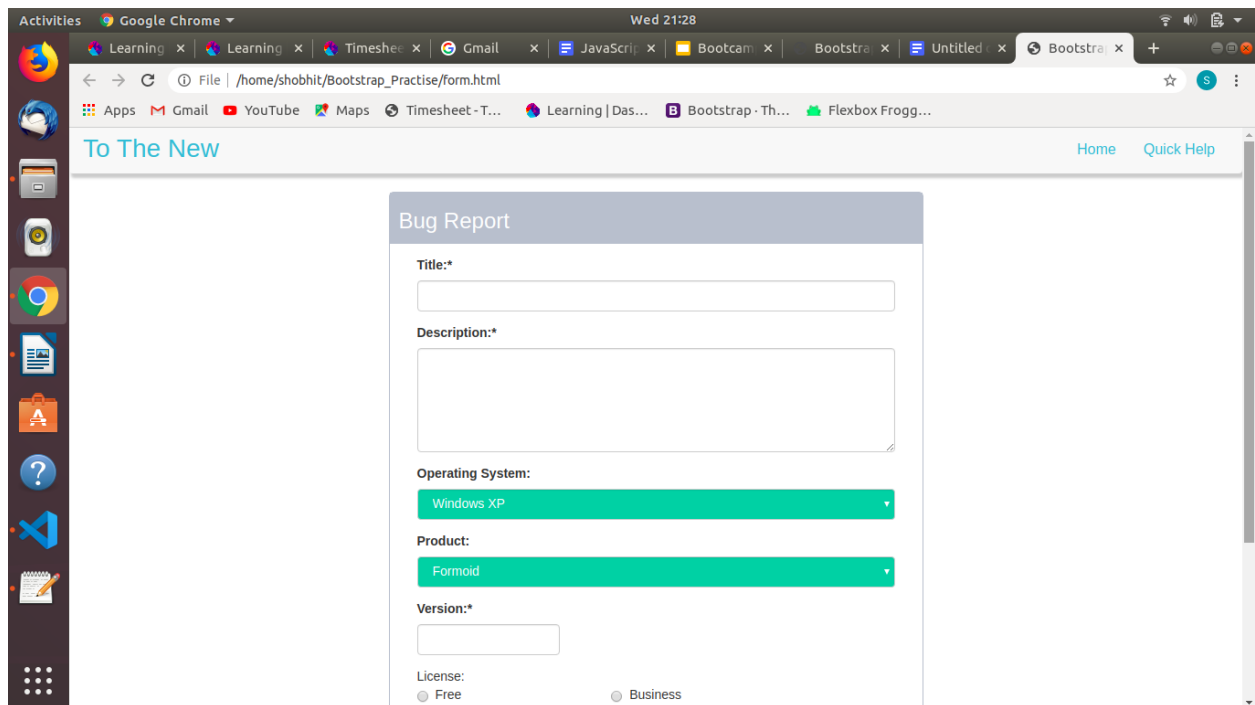 Activities Google Chrome Wed 21:28
Learning Learning Timeshee Gmail JavaScrip Bootcam Bootstrap Untitled Bootstrap
File /home/shobhit/Bootstrap_Practise/form.html S
Apps Gmail YouTube Maps Timesheet - T... Learning | Das... B Bootstrap · Th... Flexbox Frogg...
To The New Home Quick Help
Bug Report
Title:*
Description:*
Operating System:
Windows XP
Product:
Formoid
Version:*
License:
Free Business